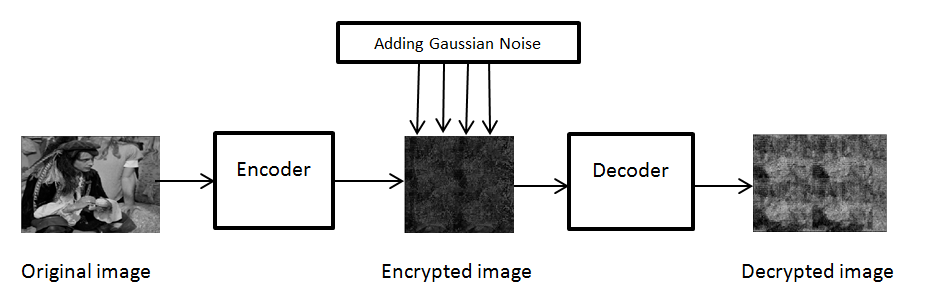 Adding Gaussian Noise
Encoder
Decoder
Original image
Encrypted image
Decrypted image